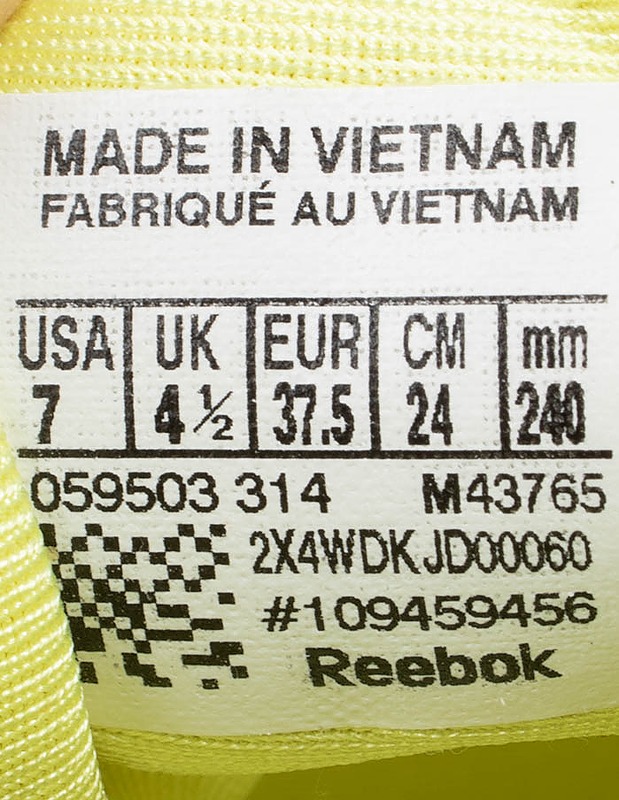 MADE IN VIETNAM
FABRIQUÉ AU VIETNAM
USA UK EUR CM mm
7 4 ½ 37.5 24 240
059503 314 M43765
2X4WDKJD00060
#109459456
Reebok